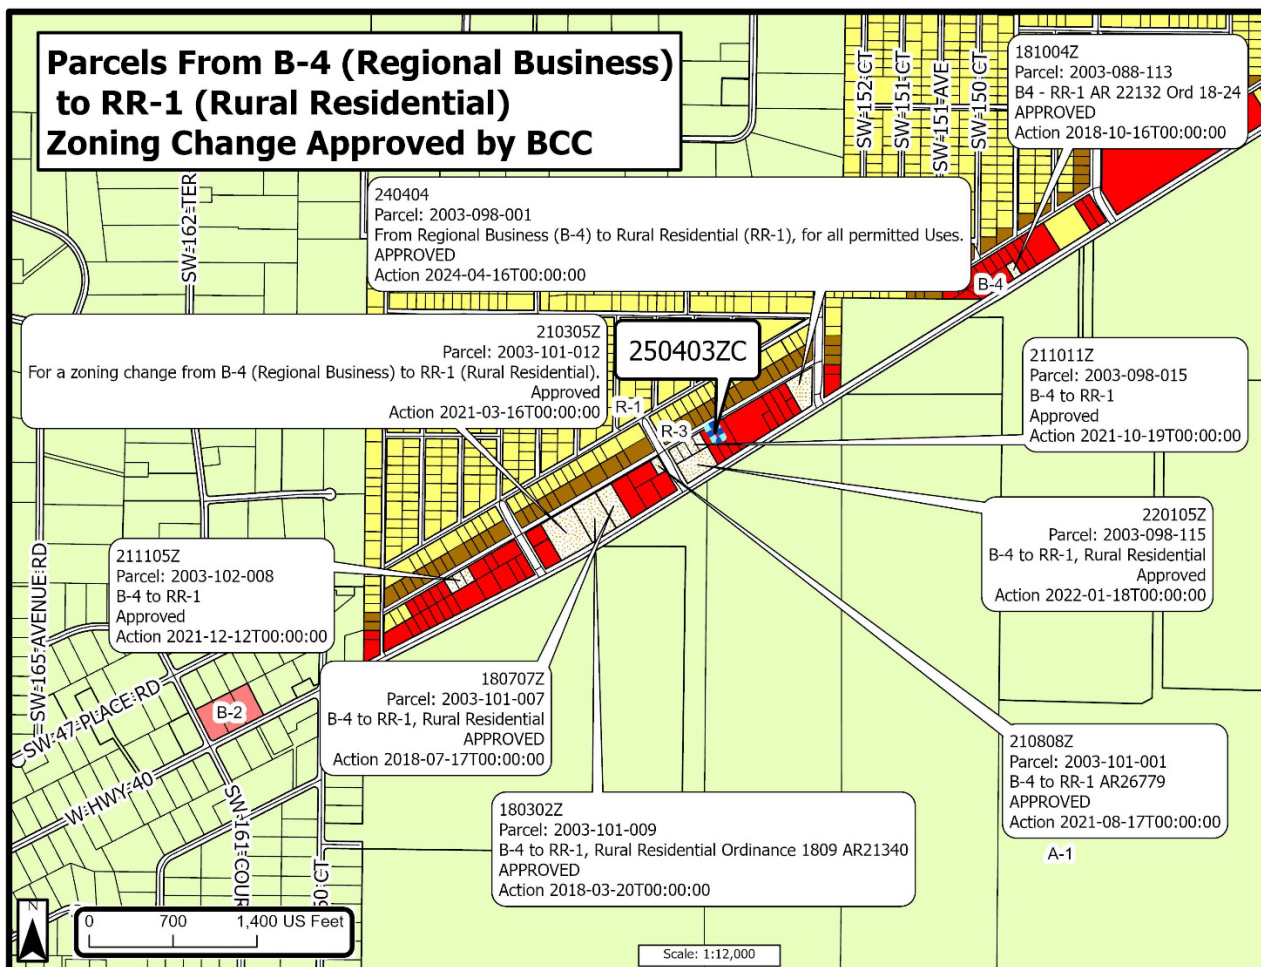 Parcels From B-4 (Regional Business)
to RR-1 (Rural Residential)
Zoning Change Approved by BCC
SW 152 CT
SW 151 CT
SW 151 AVE
SW 150 CT
181004Z
Parcel: 2003-088-113
B4 - RR-1 AR 22132 Ord 18-24
APPROVED
Action 2018-10-16T00:00:00
SW 162 TER
240404
Parcel: 2003-098-001
From Regional Business (B-4) to Rural Residential (RR-1), for all permitted Uses.
APPROVED
Action 2024-04-16T00:00:00
B-4
210305Z
Parcel: 2003-101-012
For a zoning change from B-4 (Regional Business) to RR-1 (Rural Residential).
Approved
Action 2021-03-16T00:00:00
250403ZC
211011Z
Parcel: 2003-098-015
B-4 to RR-1
Approved
Action 2021-10-19T00:00:00
R-1
R-3
220105Z
Parcel: 2003-098-115
B-4 to RR-1, Rural Residential
Approved
Action 2022-01-18T00:00:00
211105Z
Parcel: 2003-102-008
B-4 to RR-1
Approved
Action 2021-12-12T00:00:00
SW 165 AVENUE RD
180707Z
Parcel: 2003-101-007
B-4 to RR-1, Rural Residential
APPROVED
Action 2018-07-17T00:00:00
SW 47 PLACE RD
B-2
W HWY 40
210808Z
Parcel: 2003-101-001
B-4 to RR-1 AR26779
APPROVED
Action 2021-08-17T00:00:00
180302Z
Parcel: 2003-101-009
B-4 to RR-1, Rural Residential Ordinance 1809 AR21340
APPROVED
Action 2018-03-20T00:00:00
A-1
SW 161 COUR
60 CT
N
0 700 1,400 US Feet
Scale: 1:12,000